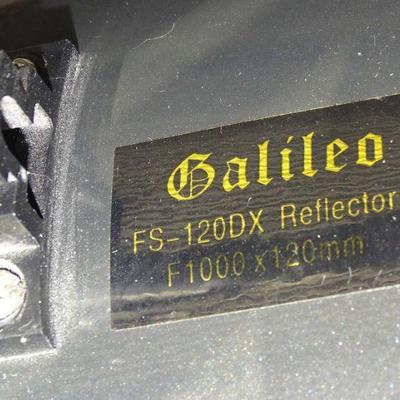 Galileo
FS-120DX Reflector
F1000 x 120mm